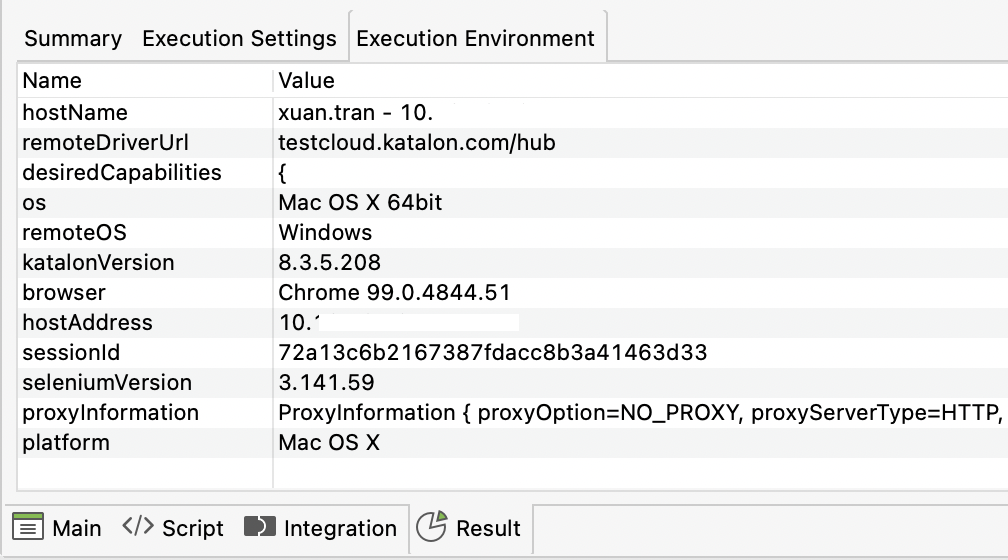 Summary Execution Settings Execution Environment
Name Value
hostName xuan.tran - 10.
remoteDriverUrl testcloud.katalon.com/hub
desiredCapabilities {
os Mac OS X 64bit
remoteOS Windows
katalonVersion 8.3.5.208
browser Chrome 99.0.4844.51
hostAddress 10.
sessionId 72a13c6b2167387fdacc8b3a41463d33
seleniumVersion 3.141.59
proxyInformation ProxyInformation { proxyOption=NO_PROXY, proxyServerType=HTTP,
platform Mac OS X
Main </> Script Integration Result